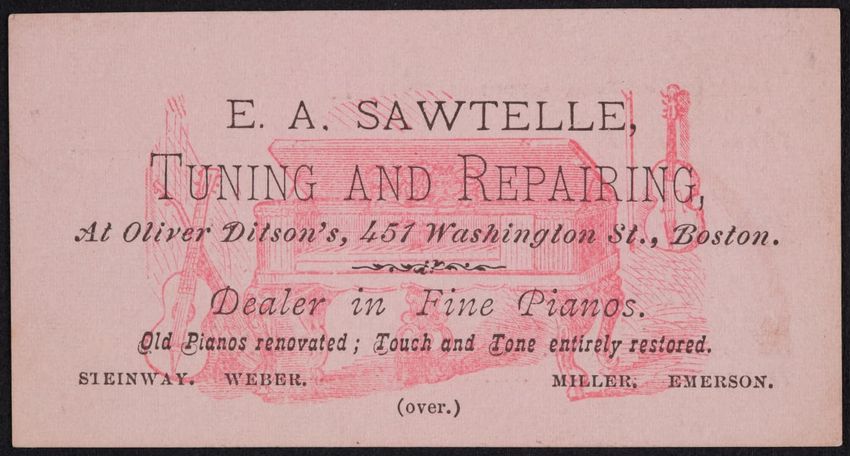 E. A. SAWTELLE,
TUNING AND REPAIRING,
At Oliver Ditson's, 451 Washington St., Boston.
Dealer in Fine Pianos.
Old Pianos renovated; Touch and Tone entirely restored.
STEINWAY. WEBER. MILLER. EMERSON.
(over.)